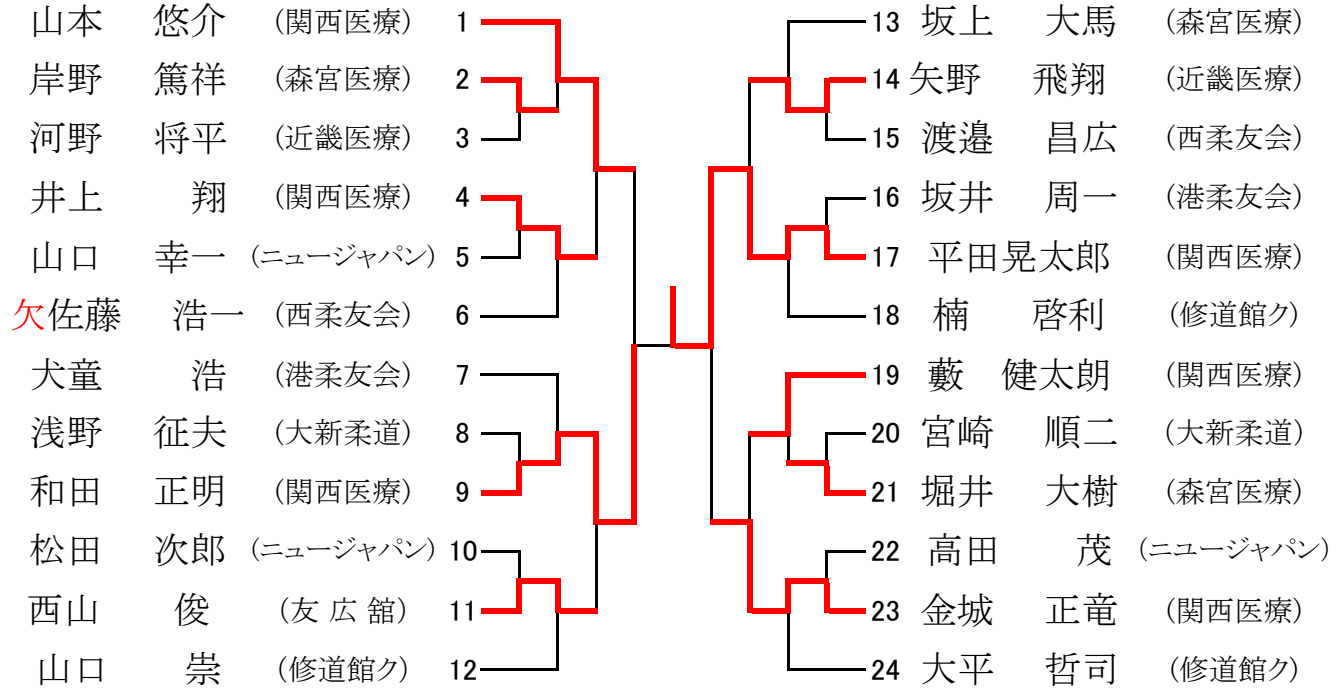 山本 悠介 (関西医療) 1
岸野 篤祥 (森宮医療) 2
河野 将平 (近畿医療) 3
井上 翔 (関西医療) 4
山口 幸一 (ニュージャパン) 5
欠佐藤 浩一 (西柔友会) 6
犬童 浩 (港柔友会) 7
浅野 征夫 (大新柔道) 8
和田 正明 (関西医療) 9
松田 次郎 (ニュージャパン) 10
西山 俊 (友広舘) 11
山口 崇 (修道館ク) 12
13 坂上 大馬 (森宮医療)
14 矢野 飛翔 (近畿医療)
15 渡邉 昌広 (西柔友会)
16 坂井 周一 (港柔友会)
17 平田晃太郎 (関西医療)
18 楠 啓利 (修道館ク)
19 藪 健太朗 (関西医療)
20 宮崎 順二 (大新柔道)
21 堀井 大樹 (森宮医療)
22 高田 茂 (ニユージャパン)
23 金城 正竜 (関西医療)
24 大平 哲司 (修道館ク)